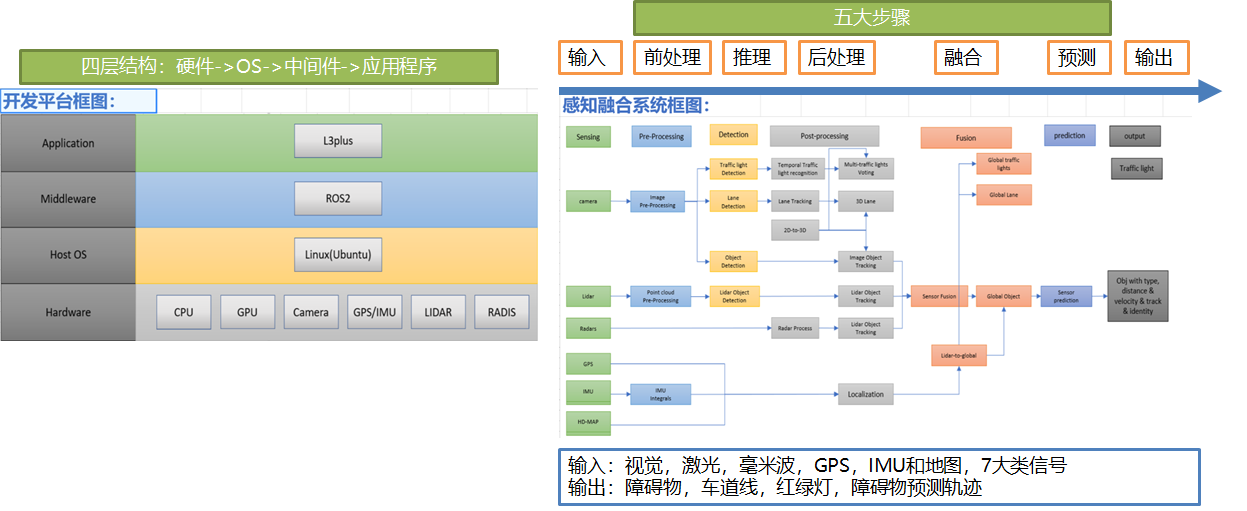 五大步骤
输入
前处理
推理
后处理
融合
预测
输出
四层结构：硬件->OS->中间件->应用程序
开发平台框图：
Application
L3plus
Middleware
ROS2
Host OS
Linux(Ubuntu)
Hardware
CPU
GPU
Camera
GPS/IMU
LIDAR
RADIS
感知融合系统框图：
Sensing
Pre-Processing
Detection
Post-processing
Fusion
prediction
output
Traffic light
Detection
Temporal Traffic
light recognition
Multi-traffic lights
Voting
Global traffic
lights
Traffic light
camera
Image
Pre-Processing
Lane
Detection
Lane Tracking
3D Lane
Global Lane
2D-to-3D
Object
Detection
Image Object
Tracking
Lidar
Point cloud
Pre-Processing
Lidar Object
Detection
Lidar Object
Tracking
Sensor Fusion
Global Object
Sensor
prediction
Obj with type,
distance &
velocity & track
& identity
Radars
Radar Process
Lidar Object
Tracking
Lidar-to-global
GPS
IMU
IMU
Integrals
Localization
HD-MAP
输入：视觉，激光，毫米波，GPS，IMU和地图，7大类信号
输出：障碍物，车道线，红绿灯，障碍物预测轨迹